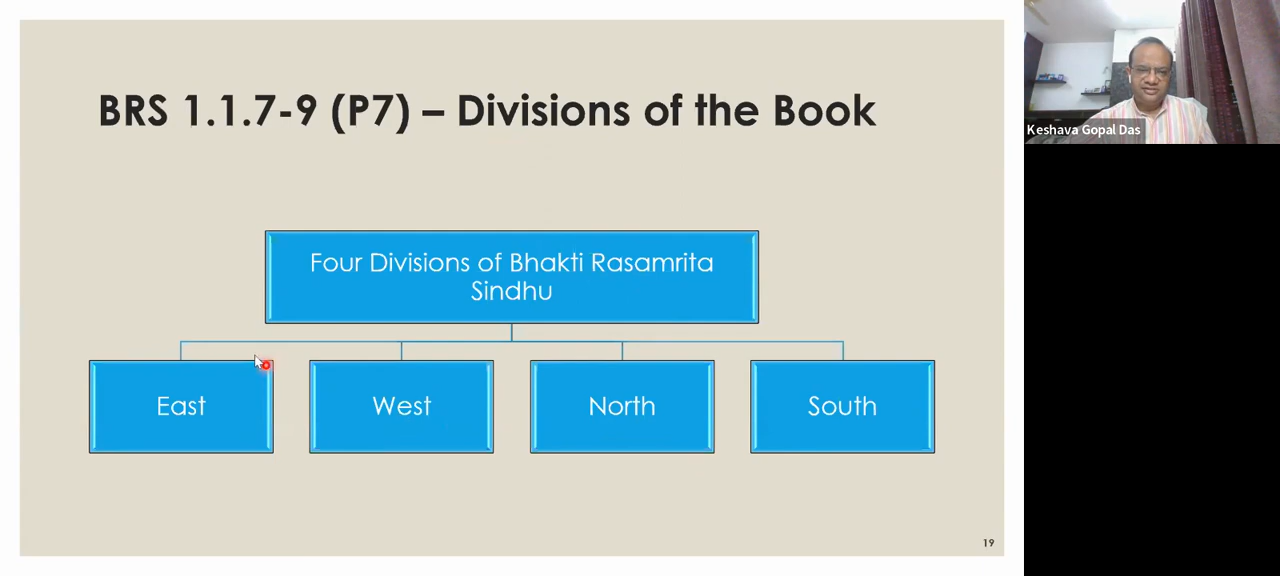 BRS 1.1.7-9 (P7) – Divisions of the Book
Four Divisions of Bhakti Rasamrita
Sindhu
East
West
North
South
19
Keshava Gopal Das